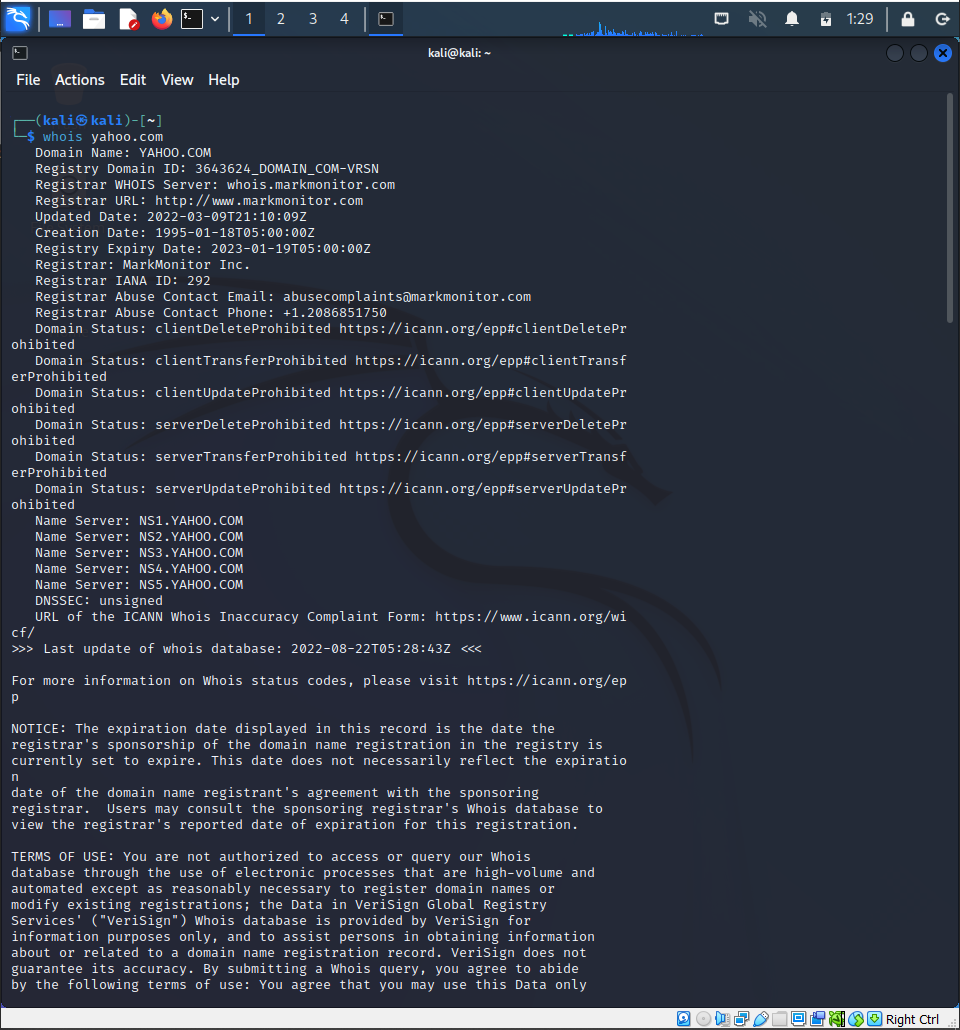 1 2 3 4 1:29
kali@kali: ~
File Actions Edit View Help
(kali㉿kali)-[~]
$ whois yahoo.com
Domain Name: YAHOO.COM
Registry Domain ID: 3643624_DOMAIN_COM-VRSN
Registrar WHOIS Server: whois.markmonitor.com
Registrar URL: http://www.markmonitor.com
Updated Date: 2022-03-09T21:10:09Z
Creation Date: 1995-01-18T05:00:00Z
Registry Expiry Date: 2023-01-19T05:00:00Z
Registrar: MarkMonitor Inc.
Registrar IANA ID: 292
Registrar Abuse Contact Email: abusecomplaints@markmonitor.com
Registrar Abuse Contact Phone: +1.2086851750
Domain Status: clientDeleteProhibited https://icann.org/epp#clientDeletePr
ohibited
Domain Status: clientTransferProhibited https://icann.org/epp#clientTransf
erProhibited
Domain Status: clientUpdateProhibited https://icann.org/epp#clientUpdatePr
ohibited
Domain Status: serverDeleteProhibited https://icann.org/epp#serverDeletePr
ohibited
Domain Status: serverTransferProhibited https://icann.org/epp#serverTransf
erProhibited
Domain Status: serverUpdateProhibited https://icann.org/epp#serverUpdatePr
ohibited
Name Server: NS1.YAHOO.COM
Name Server: NS2.YAHOO.COM
Name Server: NS3.YAHOO.COM
Name Server: NS4.YAHOO.COM
Name Server: NS5.YAHOO.COM
DNSSEC: unsigned
URL of the ICANN Whois Inaccuracy Complaint Form: https://www.icann.org/wi
cf/
>>> Last update of whois database: 2022-08-22T05:28:43Z <<<
For more information on Whois status codes, please visit https://icann.org/ep
p
NOTICE: The expiration date displayed in this record is the date the
registrar's sponsorship of the domain name registration in the registry is
currently set to expire. This date does not necessarily reflect the expiratio
n
date of the domain name registrant's agreement with the sponsoring
registrar.  Users may consult the sponsoring registrar's Whois database to
view the registrar's reported date of expiration for this registration.
TERMS OF USE: You are not authorized to access or query our Whois
database through the use of electronic processes that are high-volume and
automated except as reasonably necessary to register domain names or
modify existing registrations; the Data in VeriSign Global Registry
Services' ("VeriSign") Whois database is provided by VeriSign for
information purposes only, and to assist persons in obtaining information
about or related to a domain name registration record. VeriSign does not
guarantee its accuracy. By submitting a Whois query, you agree to abide
by the following terms of use: You agree that you may use this Data only
Right Ctrl